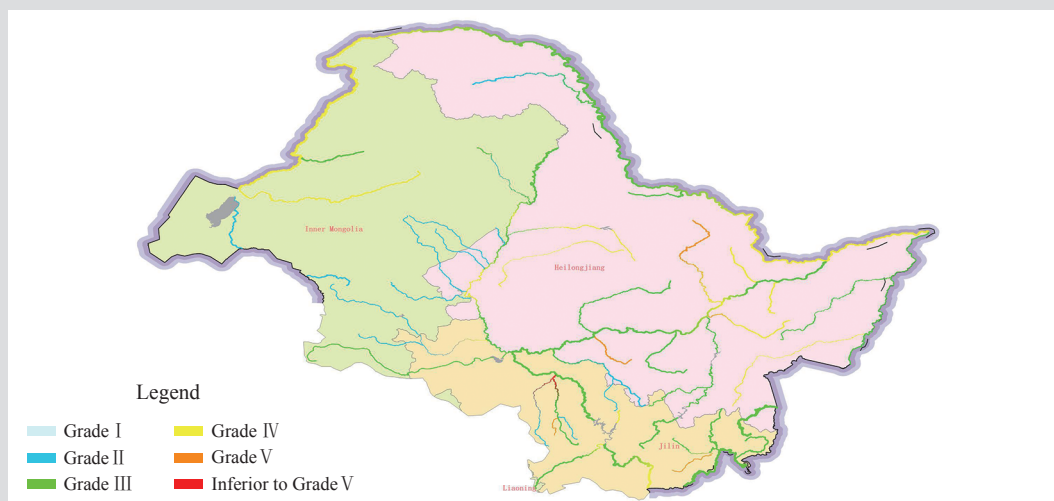 Inner Mongolia
Heilongjiang
Jilin
Liaoning
Legend
Grade Ⅰ
Grade Ⅱ
Grade Ⅲ
Grade Ⅳ
Grade Ⅴ
Inferior to Grade Ⅴ